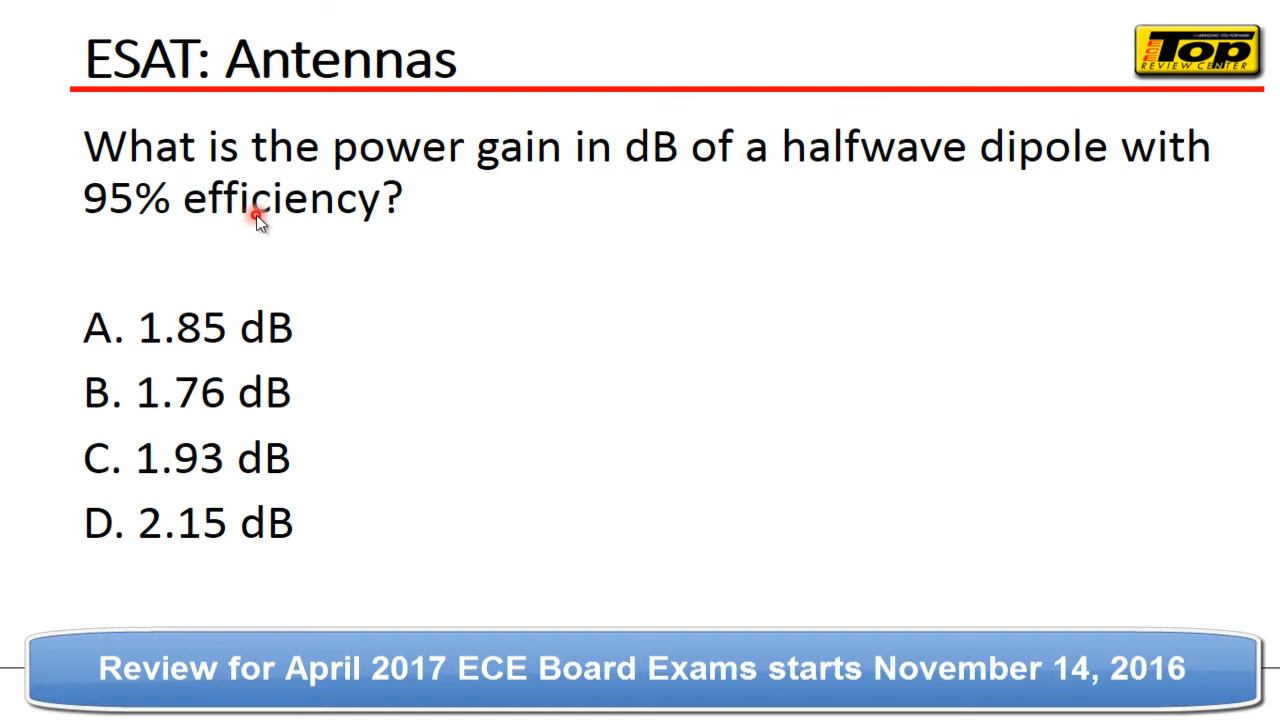 ESAT: Antennas
ECE Top
REVIEW CENTER
What is the power gain in dB of a halfwave dipole with
95% efficiency?
A. 1.85 dB
B. 1.76 dB
C. 1.93 dB
D. 2.15 dB
Review for April 2017 ECE Board Exams starts November 14, 2016